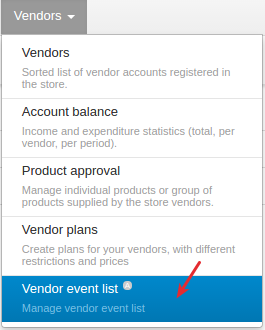 Vendors
Vendors
Sorted list of vendor accounts registered in
the store.
Account balance
Income and expenditure statistics (total, per
vendor, per period).
Product approval
Manage individual products or group of
products supplied by the store vendors.
Vendor plans
Create plans for your vendors, with different
restrictions and prices
Vendor event list
Manage vendor event list